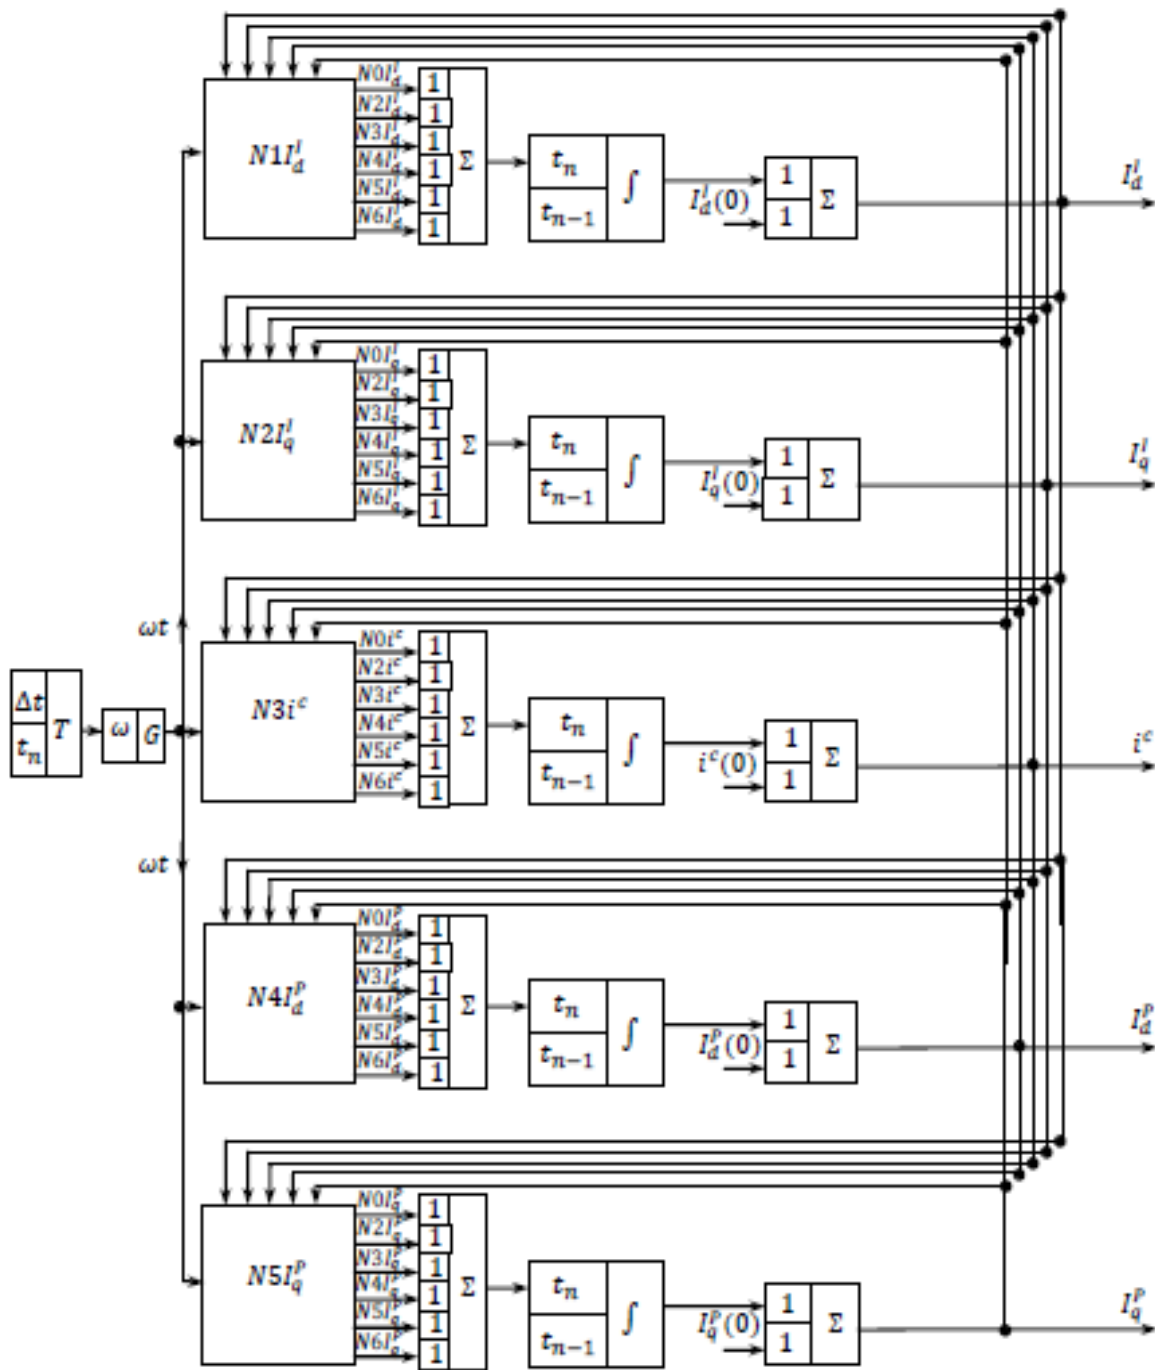 N0I_d^l
N2I_d^l
N3I_d^l
N4I_d^l
N5I_d^l
N6I_d^l
N1I_d^l
1
1
1
1
1
1
Σ
t_n
t_{n-1}
∫
I_d^l(0)
1
1
Σ
I_d^l
N0I_q^l
N2I_q^l
N3I_q^l
N4I_q^l
N5I_q^l
N6I_q^l
N2I_q^l
1
1
1
1
1
1
Σ
t_n
t_{n-1}
∫
I_q^l(0)
1
1
Σ
I_q^l
ωt
Δt
t_n
T
ω
G
N0i^c
N2i^c
N3i^c
N4i^c
N5i^c
N6i^c
N3i^c
1
1
1
1
1
1
Σ
t_n
t_{n-1}
∫
i^c(0)
1
1
Σ
i^c
ωt
N0I_d^P
N2I_d^P
N3I_d^P
N4I_d^P
N5I_d^P
N6I_d^P
N4I_d^P
1
1
1
1
1
1
Σ
t_n
t_{n-1}
∫
I_d^P(0)
1
1
Σ
I_d^P
N0I_q^P
N2I_q^P
N3I_q^P
N4I_q^P
N5I_q^P
N6I_q^P
N5I_q^P
1
1
1
1
1
1
Σ
t_n
t_{n-1}
∫
I_q^P(0)
1
1
Σ
I_q^P